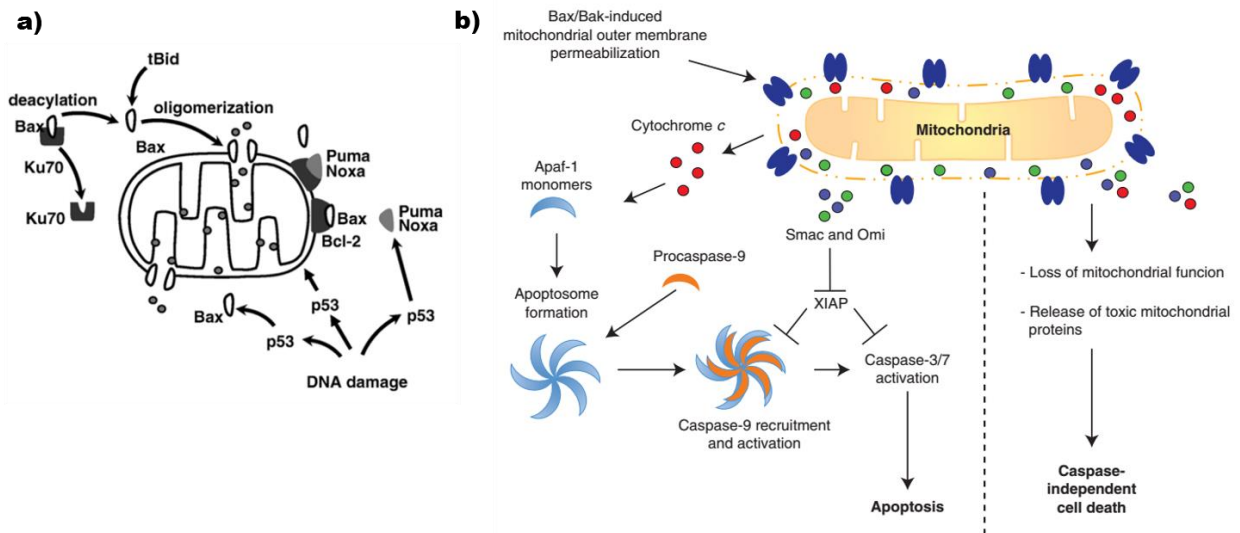 a)
tBid
deacylation
oligomerization
Bax
Bax
Ku70
Ku70
Puma
Noxa
Bax
Bcl-2
Puma
Noxa
p53
Bax
p53
p53
DNA damage
b)
Bax/Bak-induced
mitochondrial outer membrane
permeabilization
Mitochondria
Cytochrome c
Apaf-1
monomers
Smac and Omi
Procaspase-9
Apoptosome
formation
XIAP
Caspase-3/7
activation
Caspase-9 recruitment
and activation
Apoptosis
- Loss of mitochondrial funcion
- Release of toxic mitochondrial
proteins
Caspase-
independent
cell death